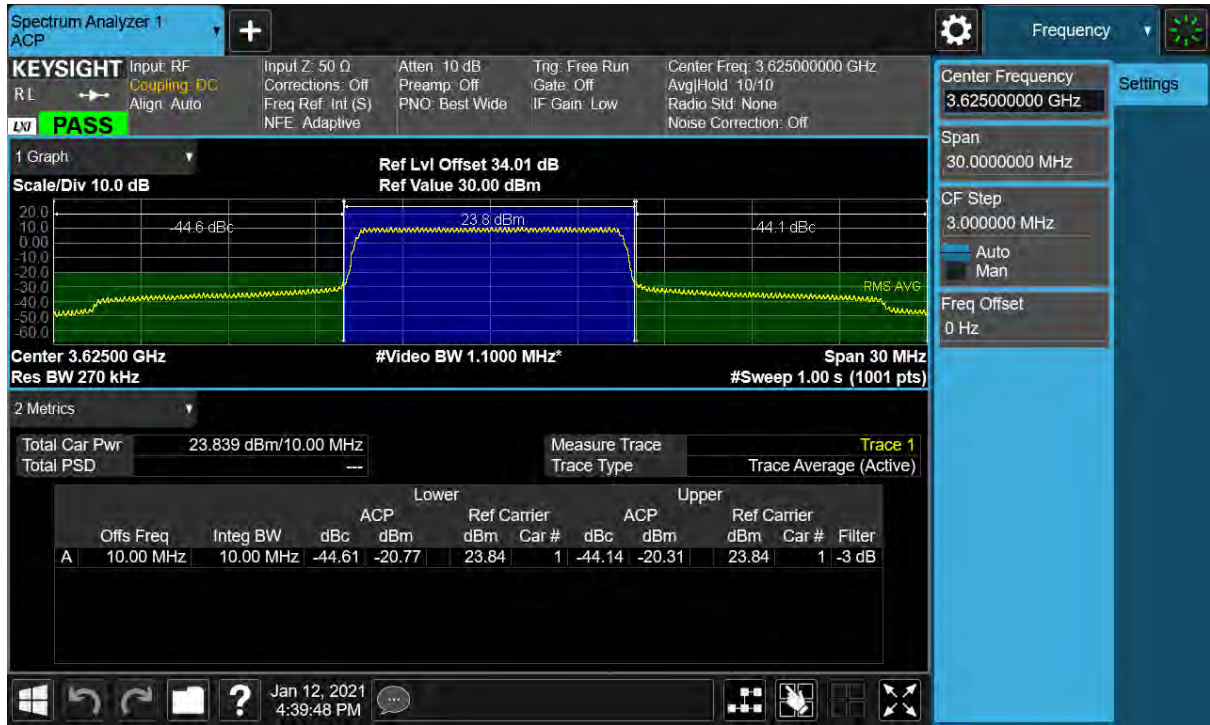 Spectrum Analyzer 1
ACP
Frequency
KEYSIGHT
RL
LXI
PASS
Input: RF
Coupling: DC
Align: Auto
Input Z: 50 Ω
Corrections: Off
Freq Ref: Int (S)
NFE: Adaptive
Atten: 10 dB
Preamp: Off
PNO: Best Wide
Trig: Free Run
Gate: Off
IF Gain: Low
Center Freq: 3.625000000 GHz
Avg|Hold: 10/10
Radio Std: None
Noise Correction: Off
Center Frequency
3.625000000 GHz
Settings
Span
30.0000000 MHz
CF Step
3.000000 MHz
Auto
Man
Freq Offset
0 Hz
1 Graph
Scale/Div 10.0 dB
Ref Lvl Offset 34.01 dB
Ref Value 30.00 dBm
20.0
10.0
0.00
-10.0
-20.0
-30.0
-40.0
-50.0
-60.0
-44.6 dBc
23.8 dBm
-44.1 dBc
RMS AVG
Center 3.62500 GHz
Res BW 270 kHz
#Video BW 1.1000 MHz*
Span 30 MHz
#Sweep 1.00 s (1001 pts)
2 Metrics
Total Car Pwr 23.839 dBm/10.00 MHz
Total PSD ---
Measure Trace Trace 1
Trace Type Trace Average (Active)
Lower Upper
ACP Ref Carrier ACP Ref Carrier
Offs Freq Integ BW dBc dBm dBm Car # dBc dBm dBm Car # Filter
A 10.00 MHz 10.00 MHz -44.61 -20.77 23.84 1 -44.14 -20.31 23.84 1 -3 dB
?
Jan 12, 2021
4:39:48 PM